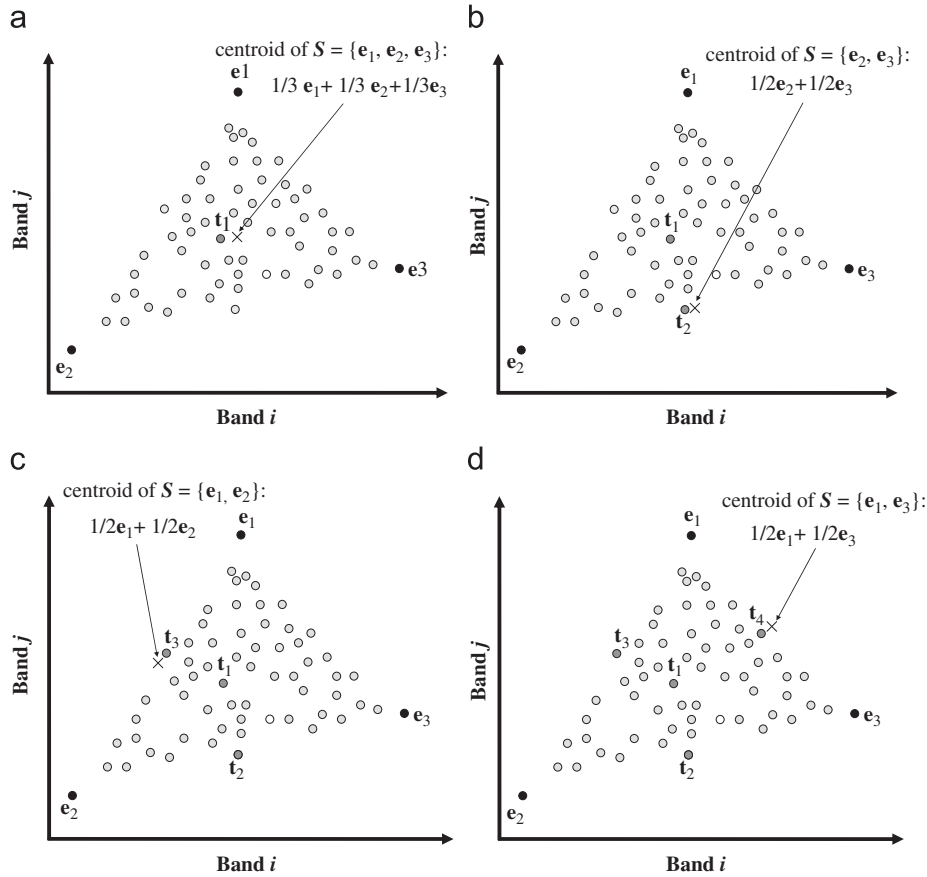 a
centroid of S = {e₁, e₂, e₃}:
e1
1/3 e₁+ 1/3 e₂+1/3e₃
t₁
e3
e₂
Band j
Band i
b
centroid of S = {e₂, e₃}:
e₁
1/2e₂+1/2e₃
t₁
e₃
t₂
e₂
Band j
Band i
c
centroid of S = {e₁, e₂}:
e₁
1/2e₁+ 1/2e₂
t₃
t₁
e₃
t₂
e₂
Band j
Band i
d
centroid of S = {e₁, e₃}:
e₁
1/2e₁+ 1/2e₃
t₄
t₃
t₁
e₃
t₂
e₂
Band j
Band i